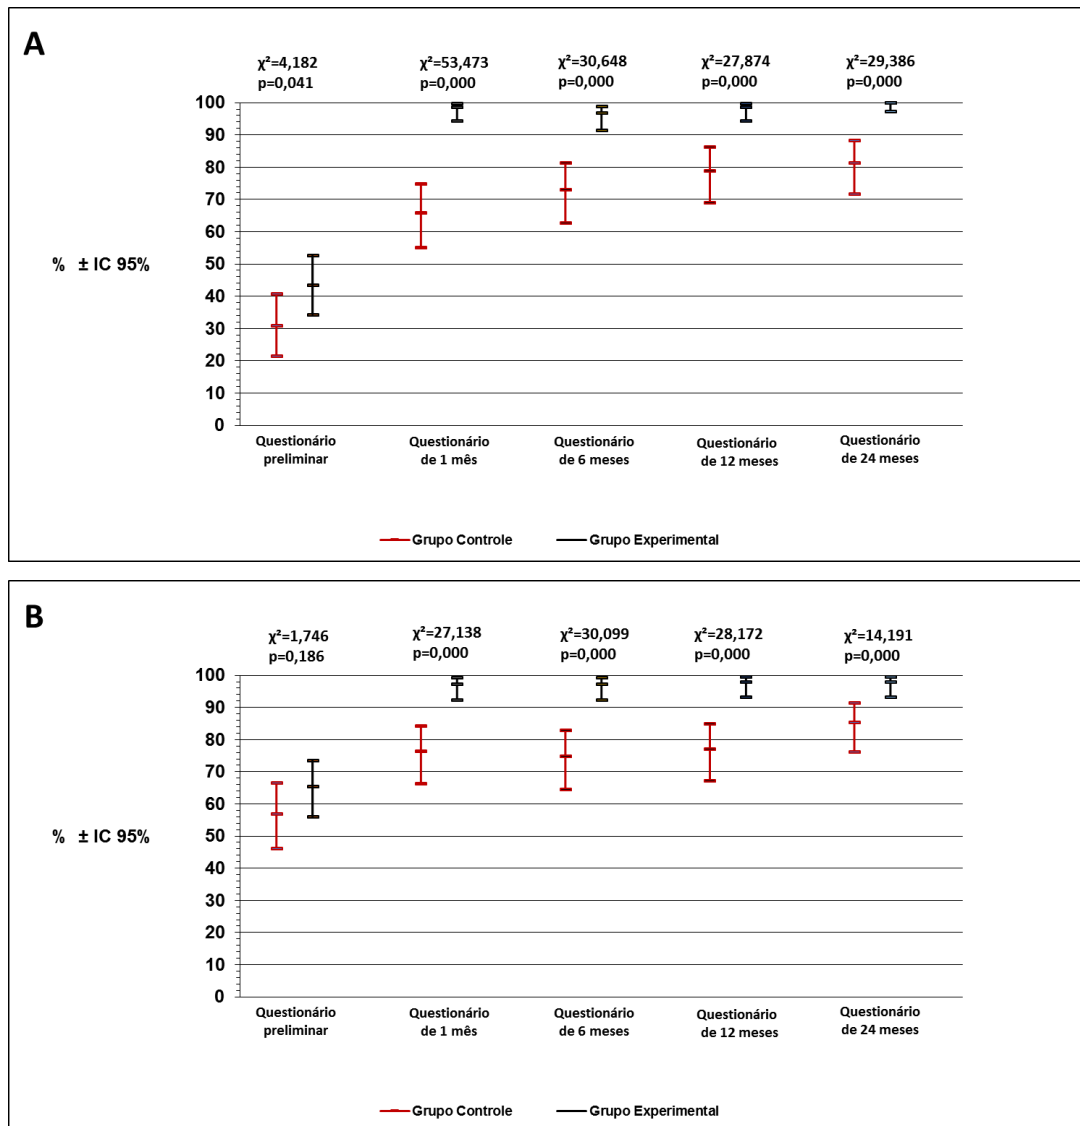 A
χ²=4,182
p=0,041
χ²=53,473
p=0,000
χ²=30,648
p=0,000
χ²=27,874
p=0,000
χ²=29,386
p=0,000
100
90
80
70
60
50
40
30
20
10
0
% ± IC 95%
Questionário
preliminar
Questionário
de 1 mês
Questionário
de 6 meses
Questionário
de 12 meses
Questionário
de 24 meses
Grupo Controle
Grupo Experimental
B
χ²=1,746
p=0,186
χ²=27,138
p=0,000
χ²=30,099
p=0,000
χ²=28,172
p=0,000
χ²=14,191
p=0,000
100
90
80
70
60
50
40
30
20
10
0
% ± IC 95%
Questionário
preliminar
Questionário
de 1 mês
Questionário
de 6 meses
Questionário
de 12 meses
Questionário
de 24 meses
Grupo Controle
Grupo Experimental